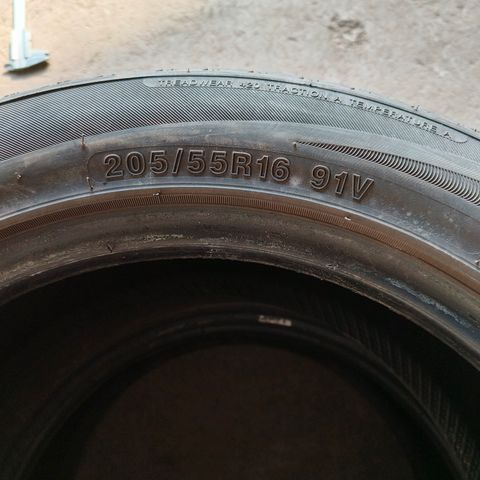 TREADWEAR 420 TRACTION A TEMPERATURE A
205/55R16 91V